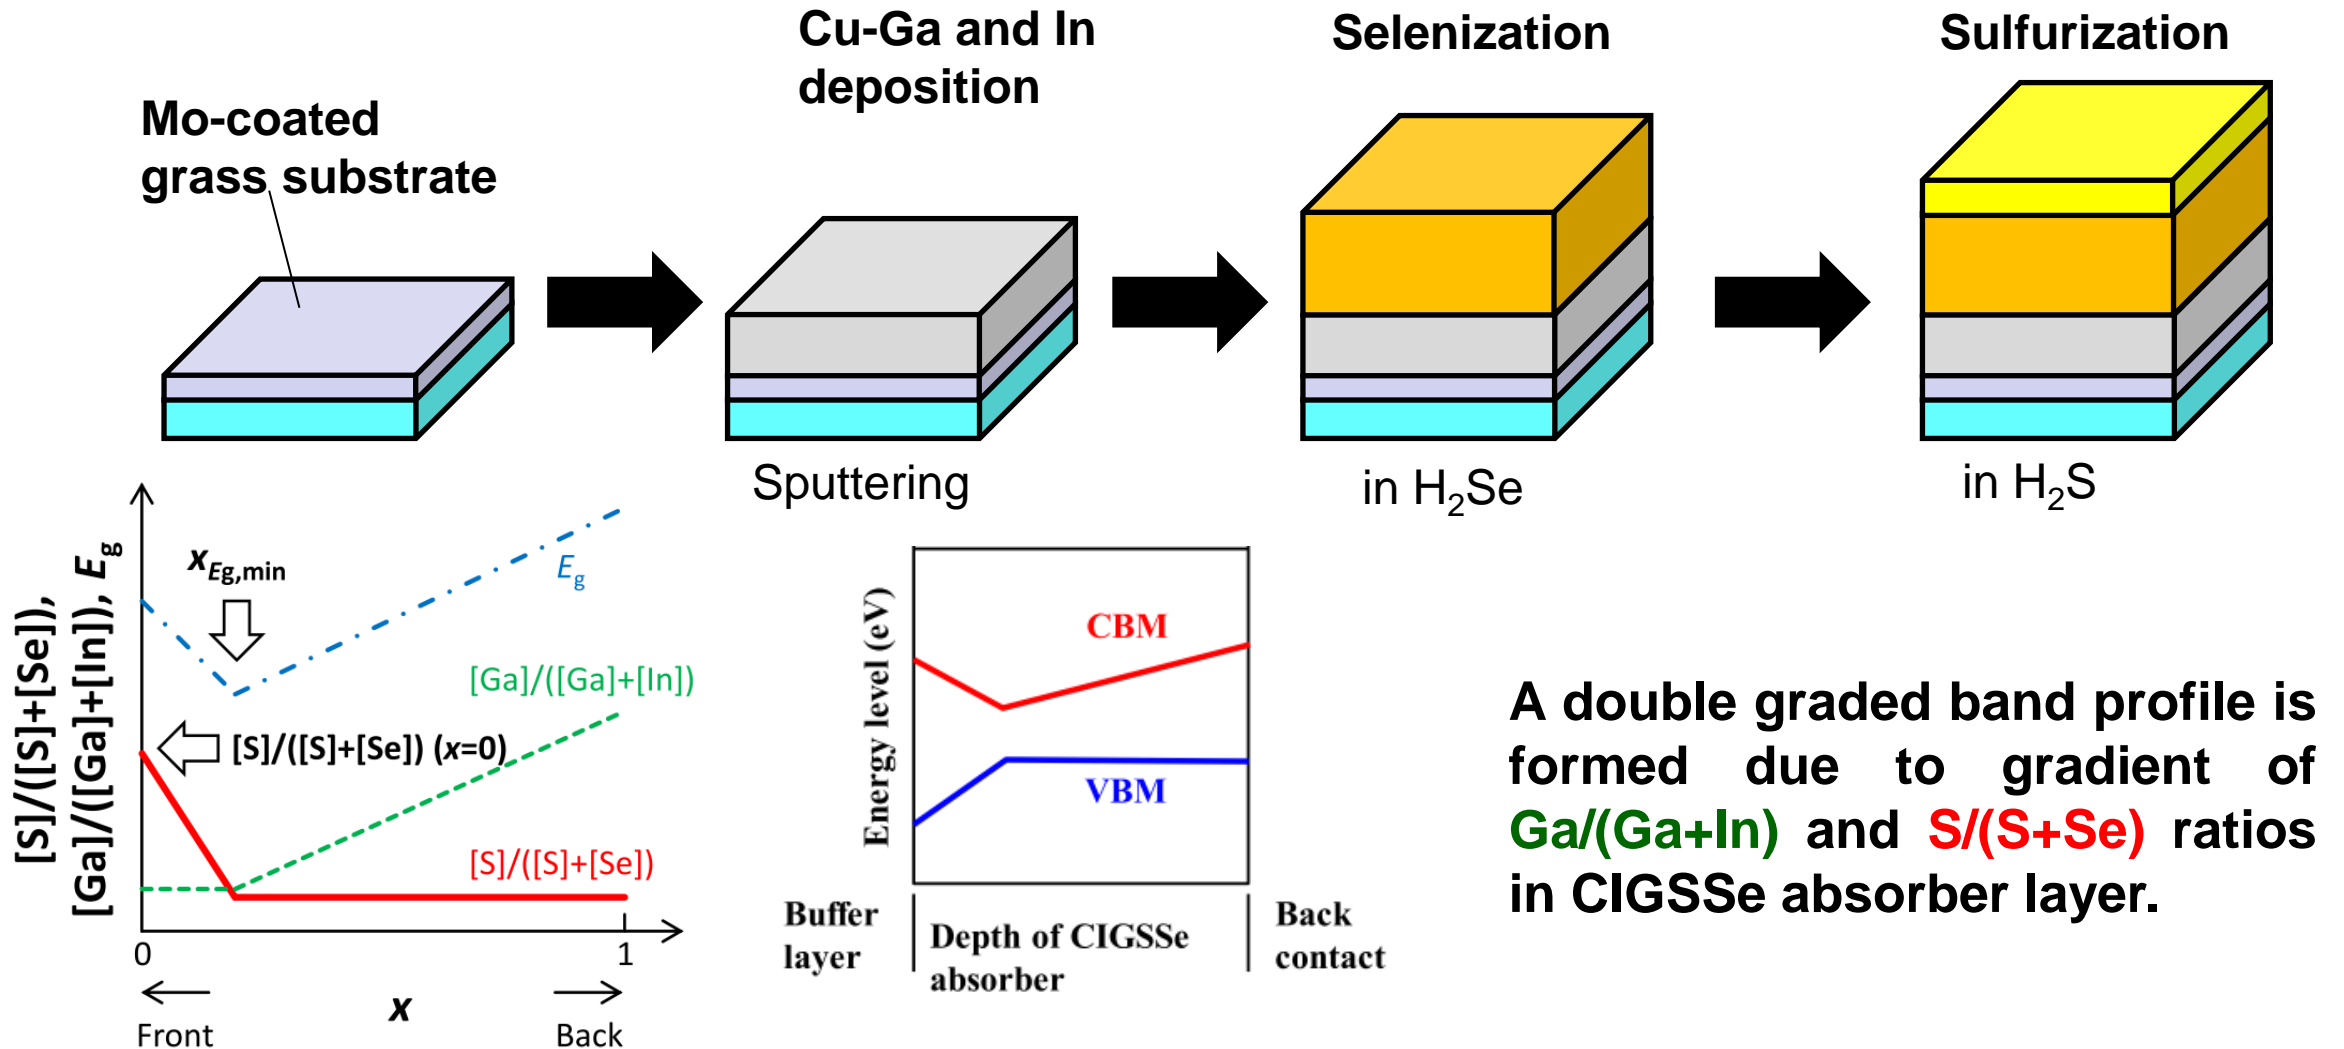 Mo-coated
grass substrate
Cu-Ga and In
deposition
Selenization
Sulfurization
Sputtering
in H₂Se
in H₂S
[S]/([S]+[Se]),
[Ga]/([Ga]+[In]), Eg
xEg,min
Eg
[Ga]/([Ga]+[In])
[S]/([S]+[Se]) (x=0)
[S]/([S]+[Se])
0
1
x
Front
Back
Energy level (eV)
CBM
VBM
Buffer
layer
Depth of CIGSSe
absorber
Back
contact
A double graded band profile is
formed due to gradient of
Ga/(Ga+In) and S/(S+Se) ratios
in CIGSSe absorber layer.